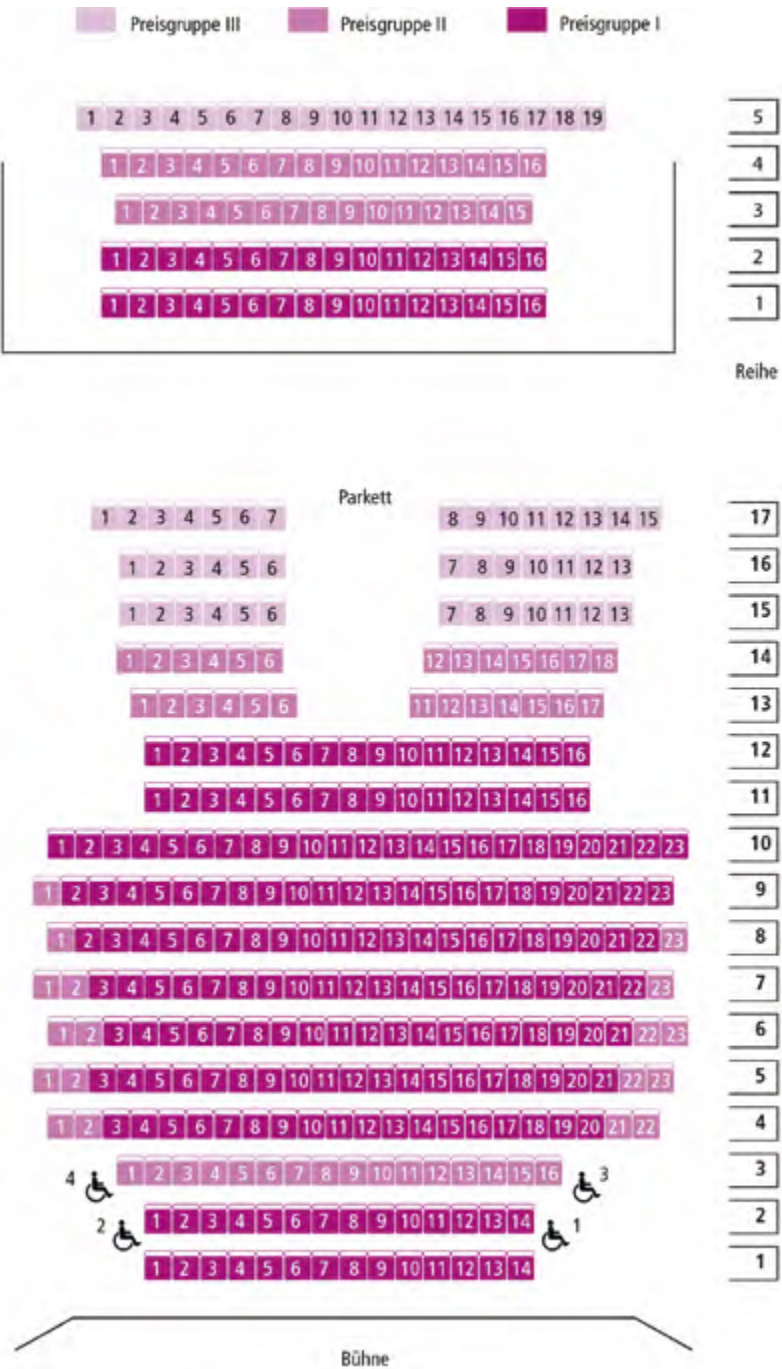 Preisgruppe III Preisgruppe II Preisgruppe I
1 2 3 4 5 6 7 8 9 10 11 12 13 14 15 16 17 18 19 5
1 2 3 4 5 6 7 8 9 10 11 12 13 14 15 16 4
1 2 3 4 5 6 7 8 9 10 11 12 13 14 15 3
1 2 3 4 5 6 7 8 9 10 11 12 13 14 15 16 2
1 2 3 4 5 6 7 8 9 10 11 12 13 14 15 16 1
Reihe
Parkett
1 2 3 4 5 6 7 8 9 10 11 12 13 14 15 17
1 2 3 4 5 6 7 8 9 10 11 12 13 16
1 2 3 4 5 6 7 8 9 10 11 12 13 15
1 2 3 4 5 6 12 13 14 15 16 17 18 14
1 2 3 4 5 6 11 12 13 14 15 16 17 13
1 2 3 4 5 6 7 8 9 10 11 12 13 14 15 16 12
1 2 3 4 5 6 7 8 9 10 11 12 13 14 15 16 11
1 2 3 4 5 6 7 8 9 10 11 12 13 14 15 16 17 18 19 20 21 22 23 10
1 2 3 4 5 6 7 8 9 10 11 12 13 14 15 16 17 18 19 20 21 22 23 9
1 2 3 4 5 6 7 8 9 10 11 12 13 14 15 16 17 18 19 20 21 22 23 8
1 2 3 4 5 6 7 8 9 10 11 12 13 14 15 16 17 18 19 20 21 22 23 7
1 2 3 4 5 6 7 8 9 10 11 12 13 14 15 16 17 18 19 20 21 22 23 6
1 2 3 4 5 6 7 8 9 10 11 12 13 14 15 16 17 18 19 20 21 22 23 5
1 2 3 4 5 6 7 8 9 10 11 12 13 14 15 16 17 18 19 20 21 22 4
4 1 2 3 4 5 6 7 8 9 10 11 12 13 14 15 16 3 3
2 1 2 3 4 5 6 7 8 9 10 11 12 13 14 1 2
1 2 3 4 5 6 7 8 9 10 11 12 13 14 1
Bühne